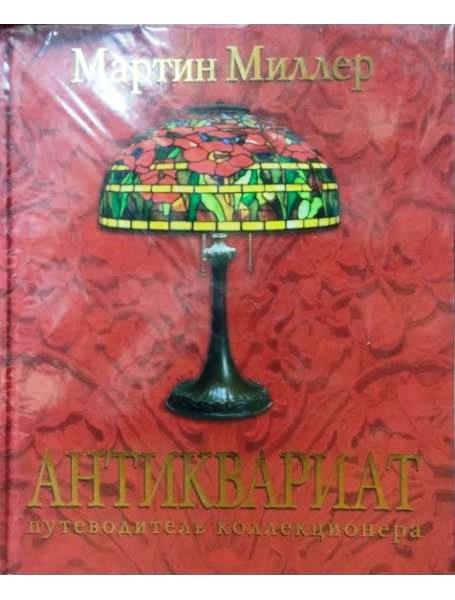 Мартин Миллер
АНТИКВАРИАТ
путеводитель коллекционера